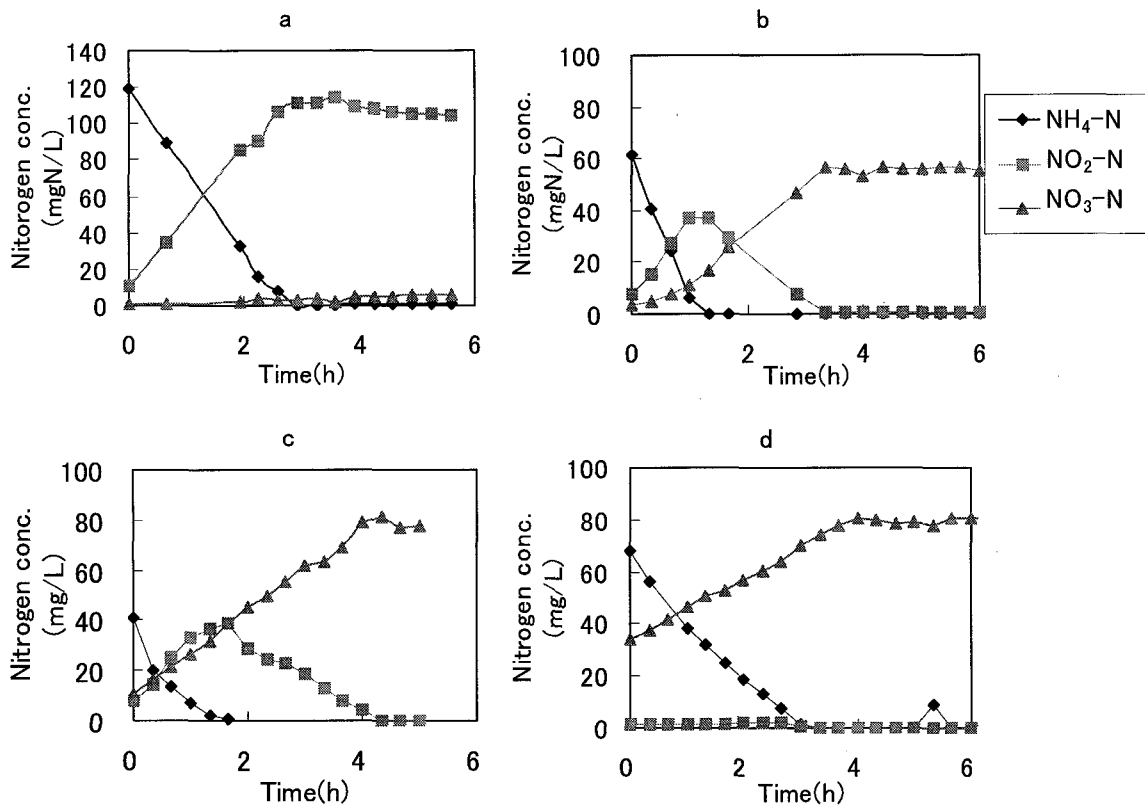 a
Nitorogen conc.
(mgN/L)
140
120
100
80
60
40
20
0
0 2 4 6
Time(h)
b
Nitorogen conc.
(mgN/L)
100
80
60
40
20
0
0 2 4 6
Time(h)
NH₄-N
NO₂-N
NO₃-N
c
Nitrogen conc.
(mg/L)
100
80
60
40
20
0
0 2 4 6
Time(h)
d
Nitrogen conc.
(mg/L)
100
80
60
40
20
0
0 2 4 6
Time(h)